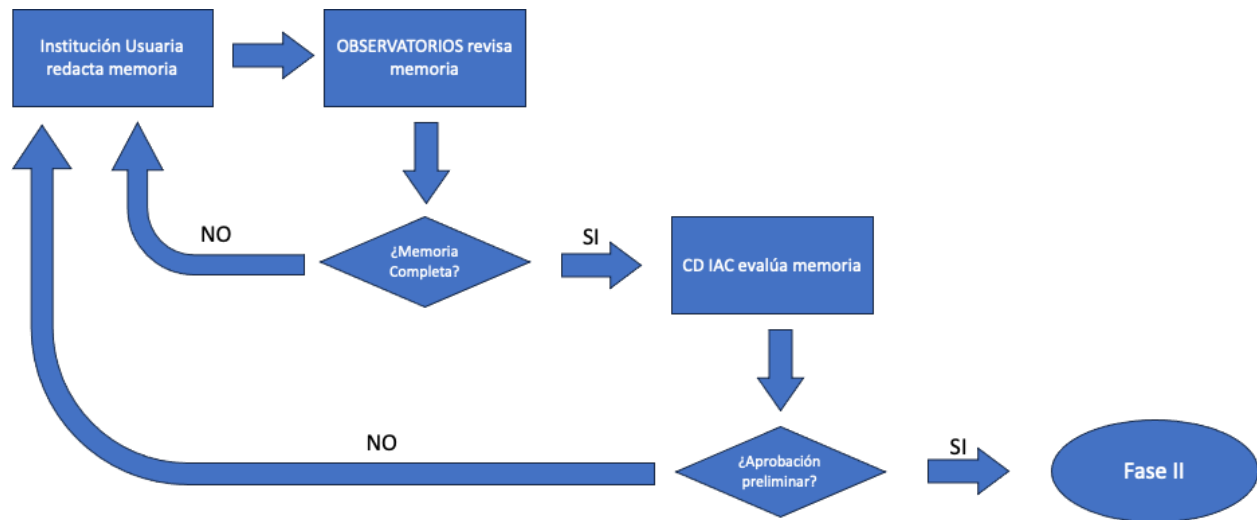 Institución Usuaria
redacta memoria
OBSERVATORIOS revisa
memoria
NO
¿Memoria
Completa?
SI
CD IAC evalúa memoria
NO
¿Aprobación
preliminar?
SI
Fase II